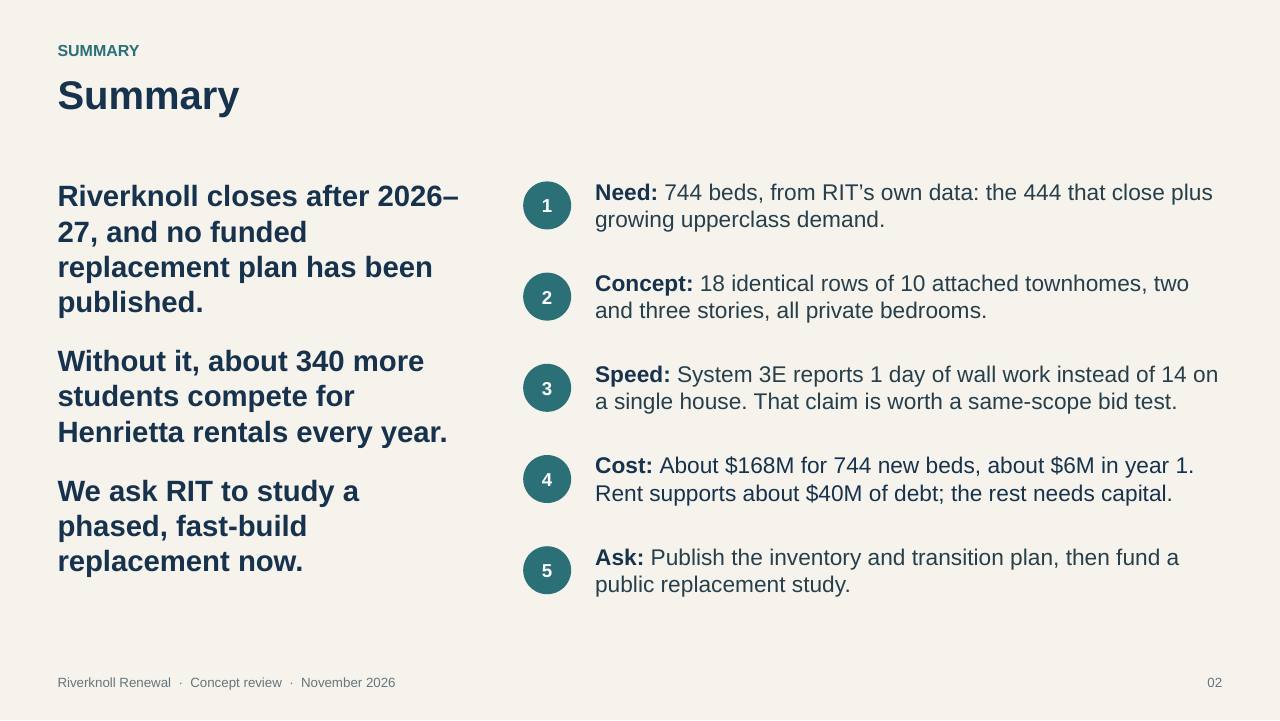 SUMMARY
Summary
Riverknoll closes after 2026–
27, and no funded
replacement plan has been
published.
Without it, about 340 more
students compete for
Henrietta rentals every year.
We ask RIT to study a
phased, fast-build
replacement now.
1
Need: 744 beds, from RIT’s own data: the 444 that close plus
growing upperclass demand.
2
Concept: 18 identical rows of 10 attached townhomes, two
and three stories, all private bedrooms.
3
Speed: System 3E reports 1 day of wall work instead of 14 on
a single house. That claim is worth a same-scope bid test.
4
Cost: About $168M for 744 new beds, about $6M in year 1.
Rent supports about $40M of debt; the rest needs capital.
5
Ask: Publish the inventory and transition plan, then fund a
public replacement study.
Riverknoll Renewal · Concept review · November 2026
02